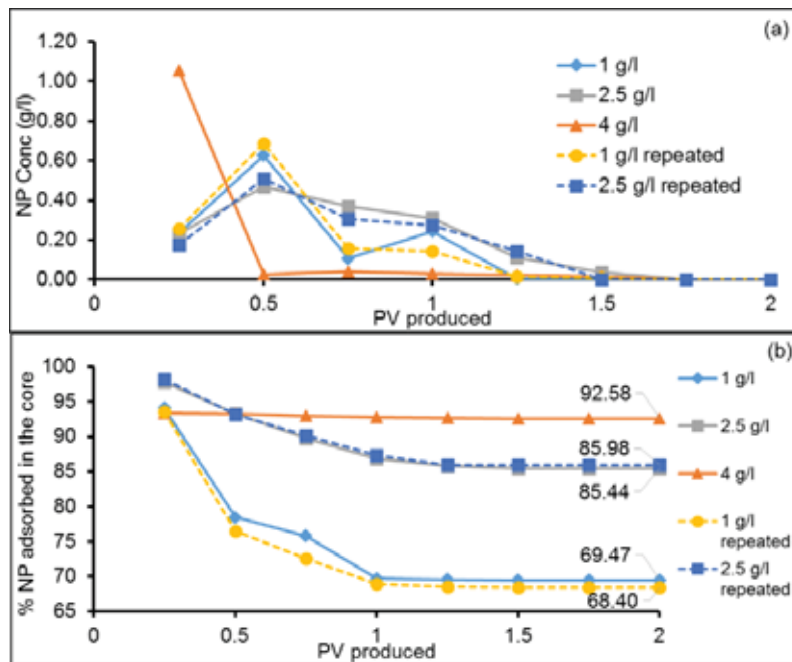 (a)
1.20
1.00
0.80
0.60
0.40
0.20
0.00
NP Conc (g/l)
1 g/l
2.5 g/l
4 g/l
1 g/l repeated
2.5 g/l repeated
0 0.5 1 1.5 2
PV produced
(b)
100
95
90
85
80
75
70
65
% NP adsorbed in the core
92.58
85.98
85.44
69.47
68.40
1 g/l
2.5 g/l
4 g/l
1 g/l
repeated
2.5 g/l
repeated
0 0.5 1 1.5 2
PV produced